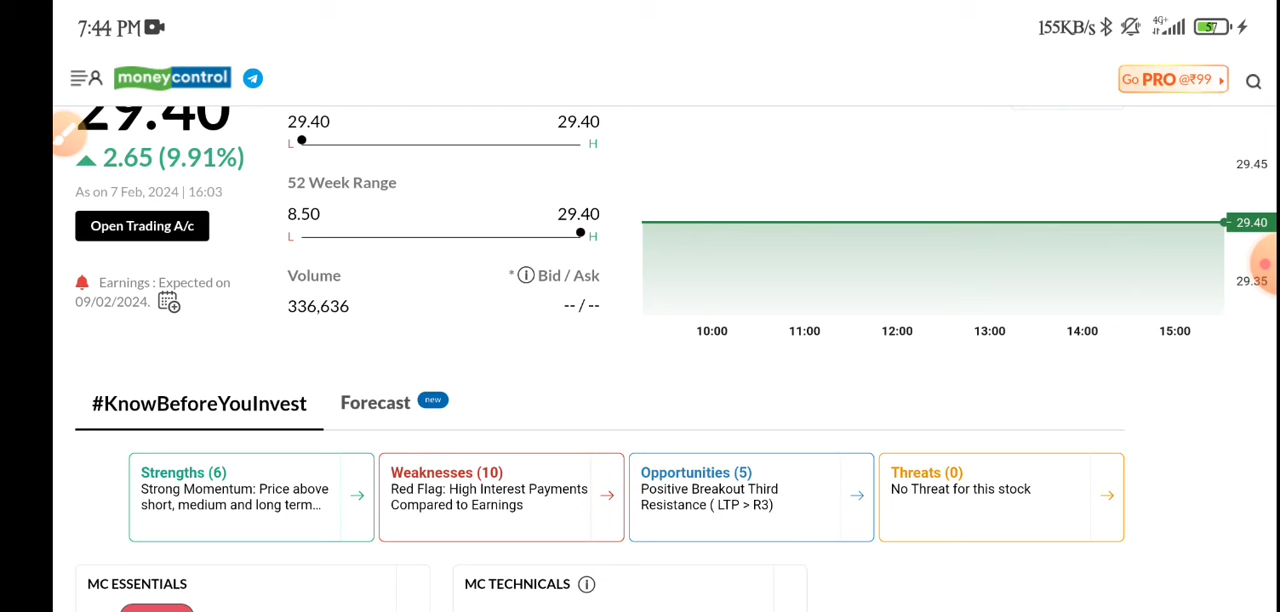 7:44 PM
155KB/s 4G+ 57
moneycontrol
Go PRO @₹99
29.40
29.40 29.40
L H
2.65 (9.91%)
As on 7 Feb, 2024 | 16:03
52 Week Range
8.50 29.40
L H
Open Trading A/c
Earnings : Expected on
09/02/2024.
Volume * Bid / Ask
336,636 -- / --
29.45
29.40
29.35
10:00 11:00 12:00 13:00 14:00 15:00
#KnowBeforeYouInvest
Forecast new
Strengths (6)
Strong Momentum: Price above
short, medium and long term...
Weaknesses (10)
Red Flag: High Interest Payments
Compared to Earnings
Opportunities (5)
Positive Breakout Third
Resistance ( LTP > R3)
Threats (0)
No Threat for this stock
MC ESSENTIALS
MC TECHNICALS